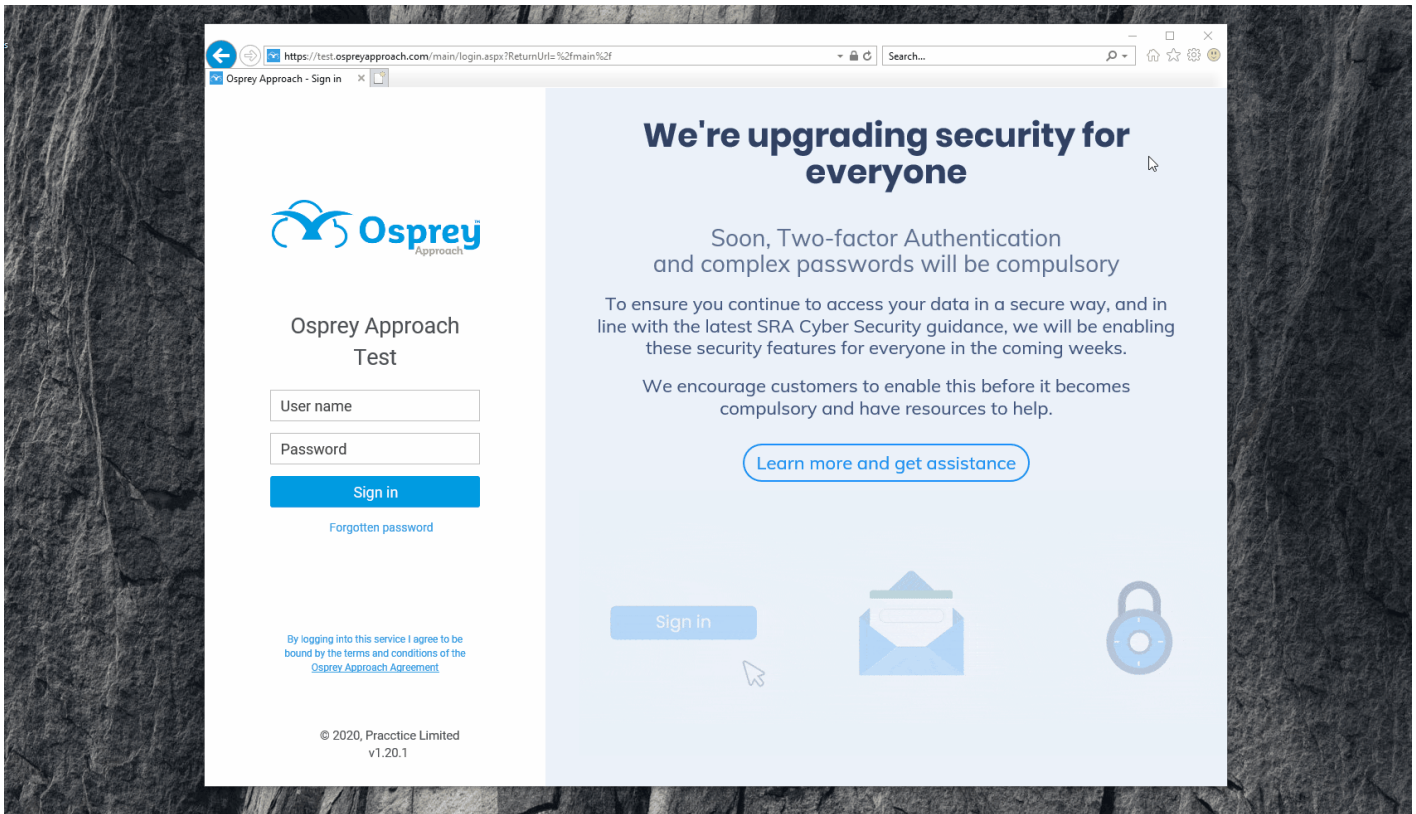 s
https://test.ospreyapproach.com/main/login.aspx?ReturnUrl=%2fmain%2f
Search...
Osprey Approach - Sign in
We're upgrading security for
everyone
Osprey™
Approach
Soon, Two-factor Authentication
and complex passwords will be compulsory
To ensure you continue to access your data in a secure way, and in
line with the latest SRA Cyber Security guidance, we will be enabling
these security features for everyone in the coming weeks.
Osprey Approach
Test
We encourage customers to enable this before it becomes
compulsory and have resources to help.
User name
Password
Learn more and get assistance
Sign in
Forgotten password
Sign in
By logging into this service I agree to be
bound by the terms and conditions of the
Osprey Approach Agreement
© 2020, Pracctice Limited
v1.20.1